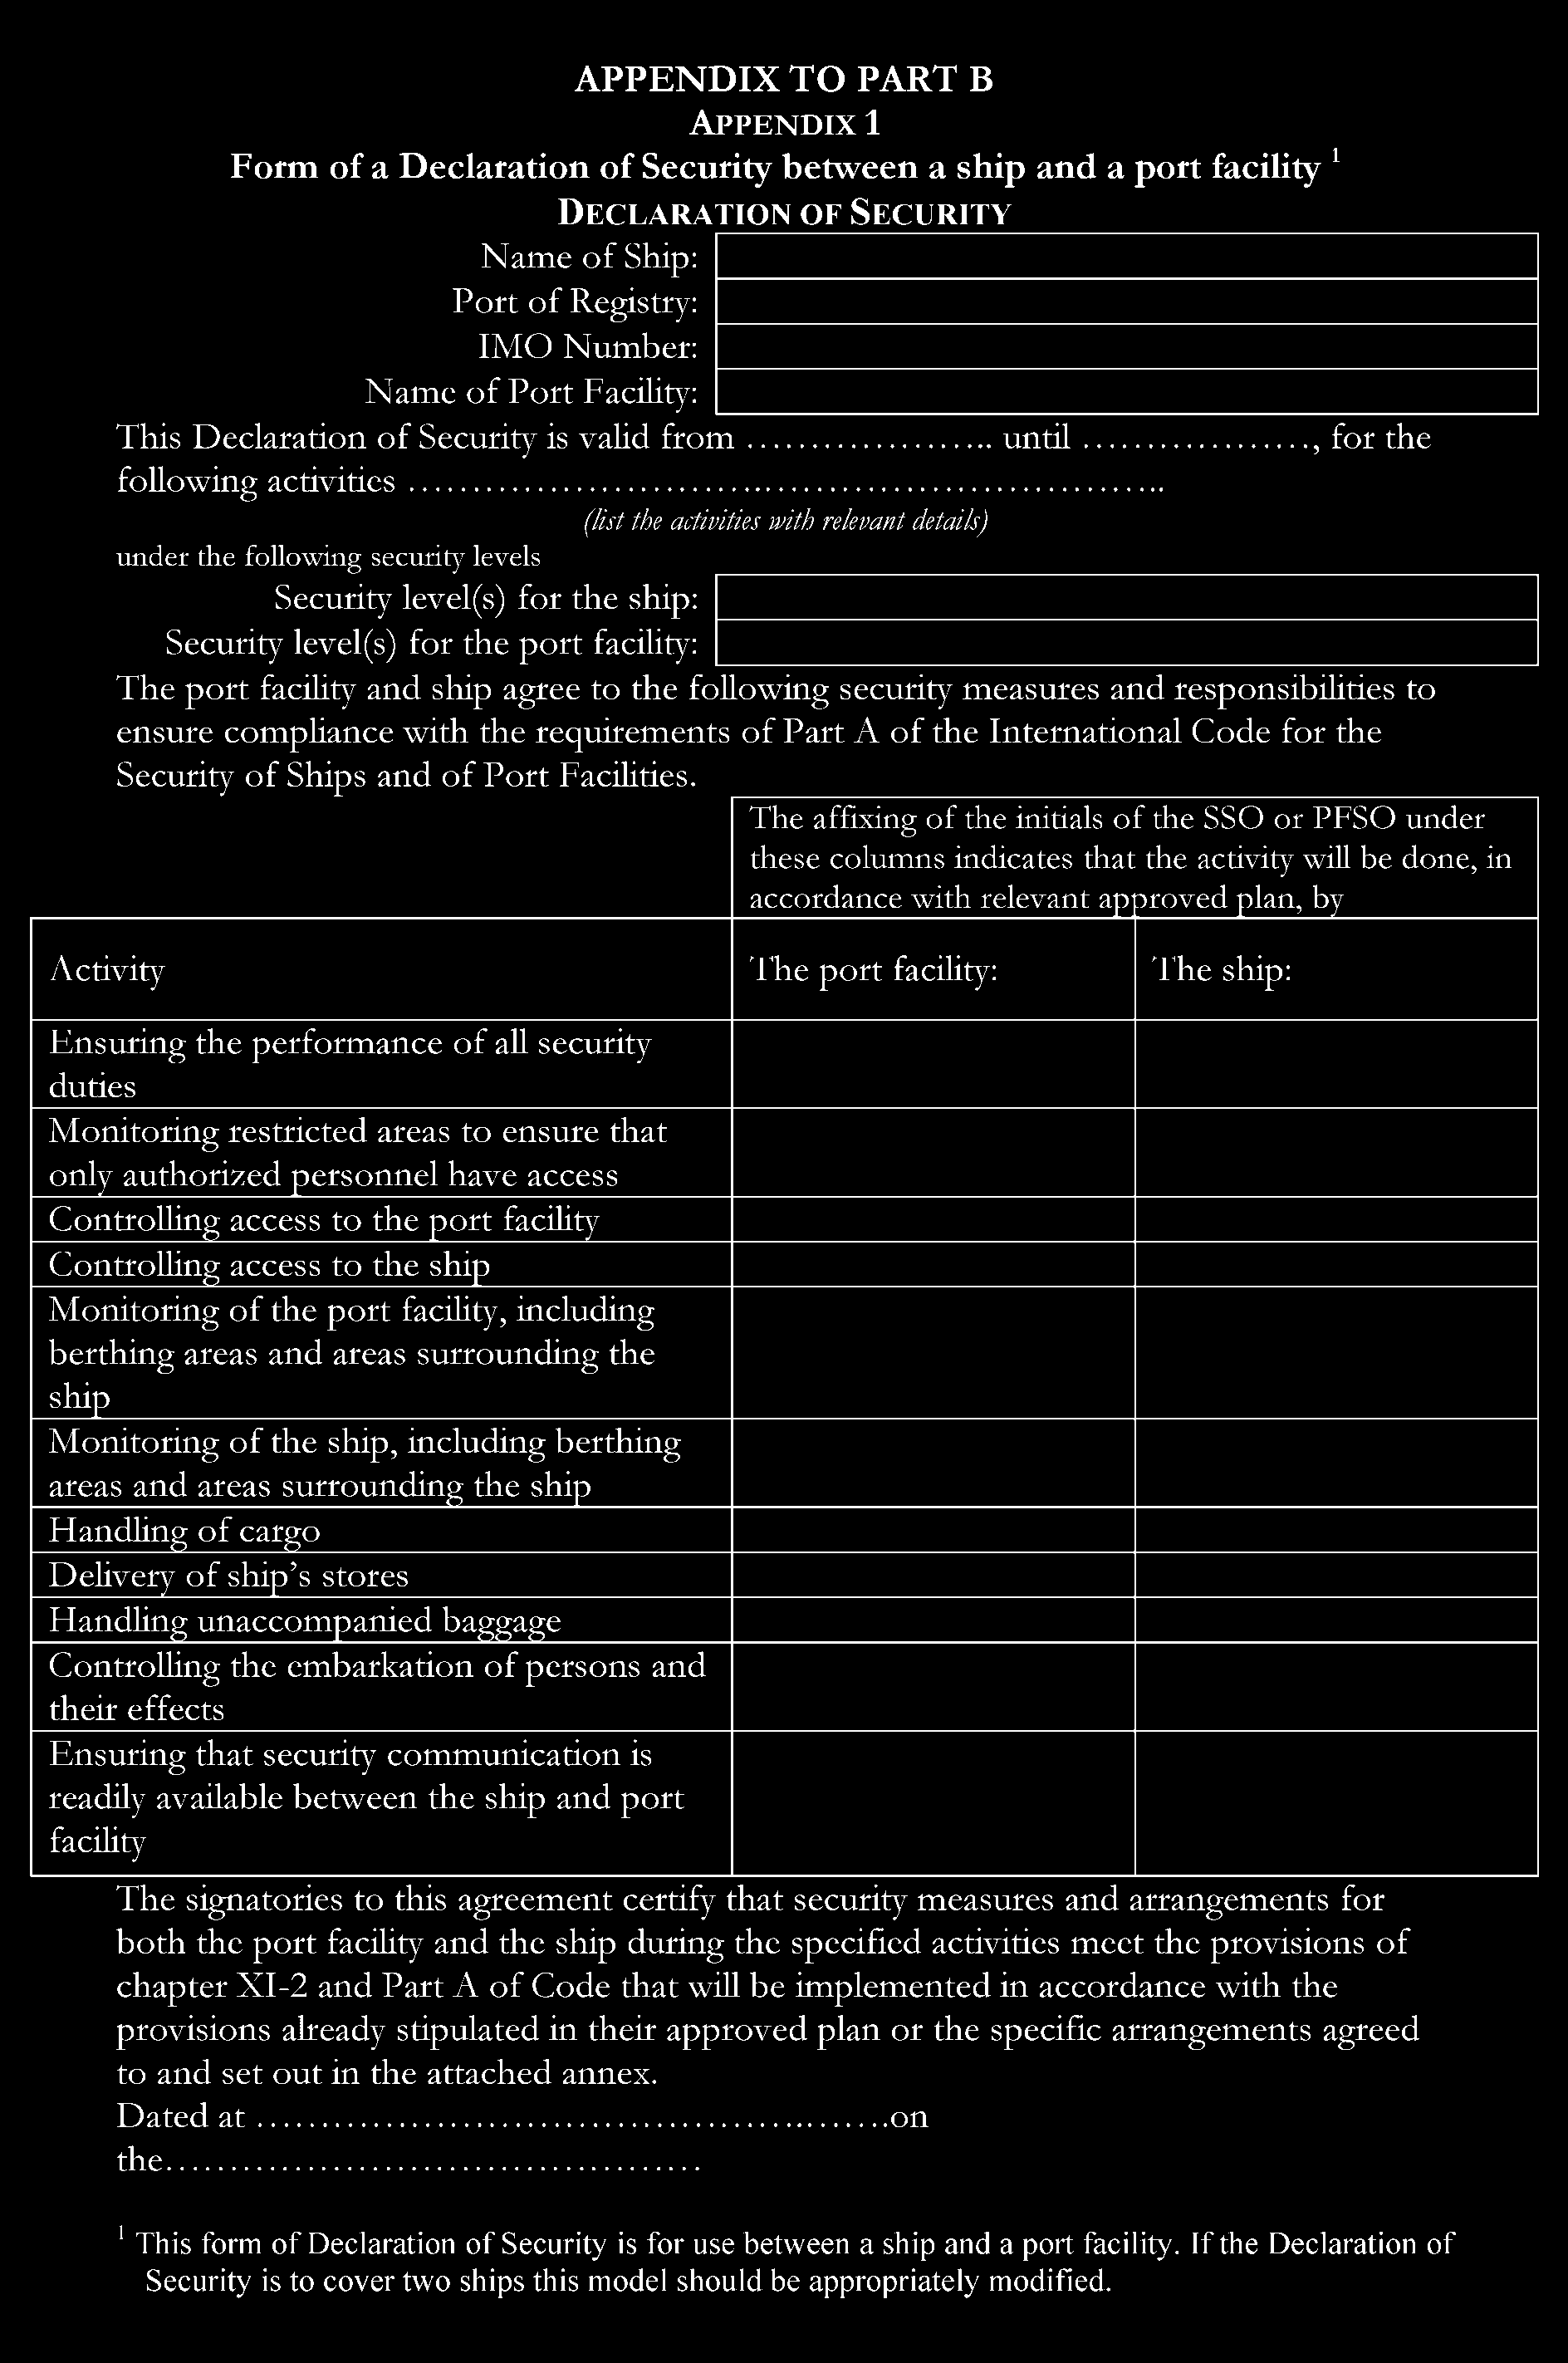 APPENDIX TO PART B
APPENDIX 1
Form of a Declaration of Security between a ship and a port facility ¹
DECLARATION OF SECURITY
Name of Ship:
Port of Registry:
IMO Number:
Name of Port Facility:
This Declaration of Security is valid from ………………….. until ………………, for the
following activities ……………………………………………………..
(list the activities with relevant details)
under the following security levels
Security level(s) for the ship:
Security level(s) for the port facility:
The port facility and ship agree to the following security measures and responsibilities to
ensure compliance with the requirements of Part A of the International Code for the
Security of Ships and of Port Facilities.
The affixing of the initials of the SSO or PFSO under
these columns indicates that the activity will be done, in
accordance with relevant approved plan, by
Activity The port facility: The ship:
Ensuring the performance of all security
duties
Monitoring restricted areas to ensure that
only authorized personnel have access
Controlling access to the port facility
Controlling access to the ship
Monitoring of the port facility, including
berthing areas and areas surrounding the
ship
Monitoring of the ship, including berthing
areas and areas surrounding the ship
Handling of cargo
Delivery of ship's stores
Handling unaccompanied baggage
Controlling the embarkation of persons and
their effects
Ensuring that security communication is
readily available between the ship and port
facility
The signatories to this agreement certify that security measures and arrangements for
both the port facility and the ship during the specified activities meet the provisions of
chapter XI-2 and Part A of Code that will be implemented in accordance with the
provisions already stipulated in their approved plan or the specific arrangements agreed
to and set out in the attached annex.
Dated at …………………………………………….on
the…………………………………….
¹ This form of Declaration of Security is for use between a ship and a port facility. If the Declaration of
Security is to cover two ships this model should be appropriately modified.